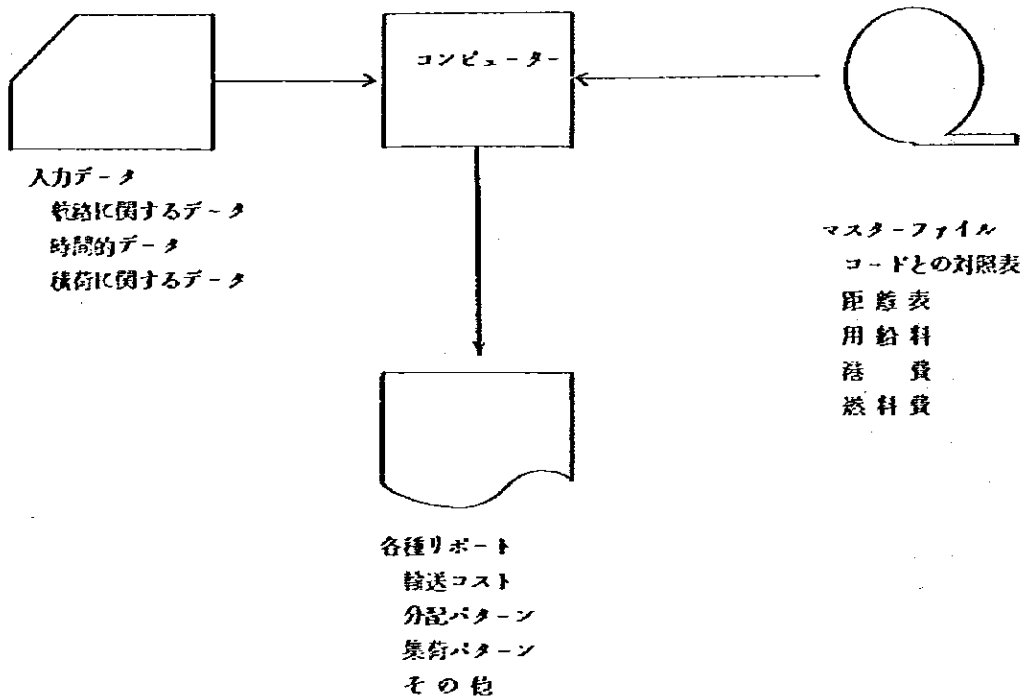 コンピューター
入力データ
航路に関するデータ
時間的データ
積荷に関するデータ
マスターファイル
コードとの対照表
距離表
用船料
港　費
燃料費
各種リポート
輸送コスト
分配パターン
集荷パターン
その他